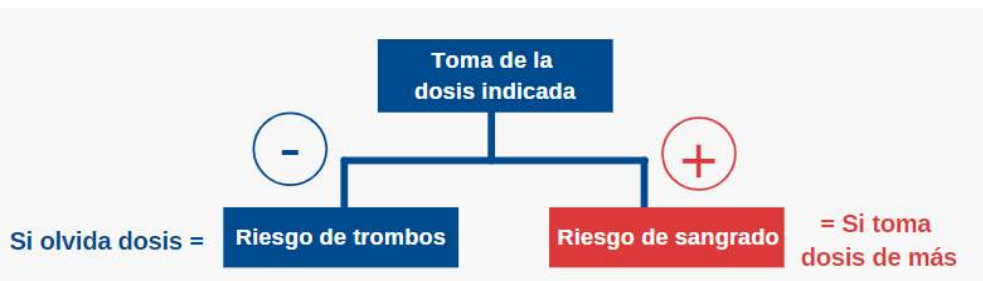 Toma de la
dosis indicada
-
+
Si olvida dosis =
Riesgo de trombos
Riesgo de sangrado
= Si toma
dosis de más